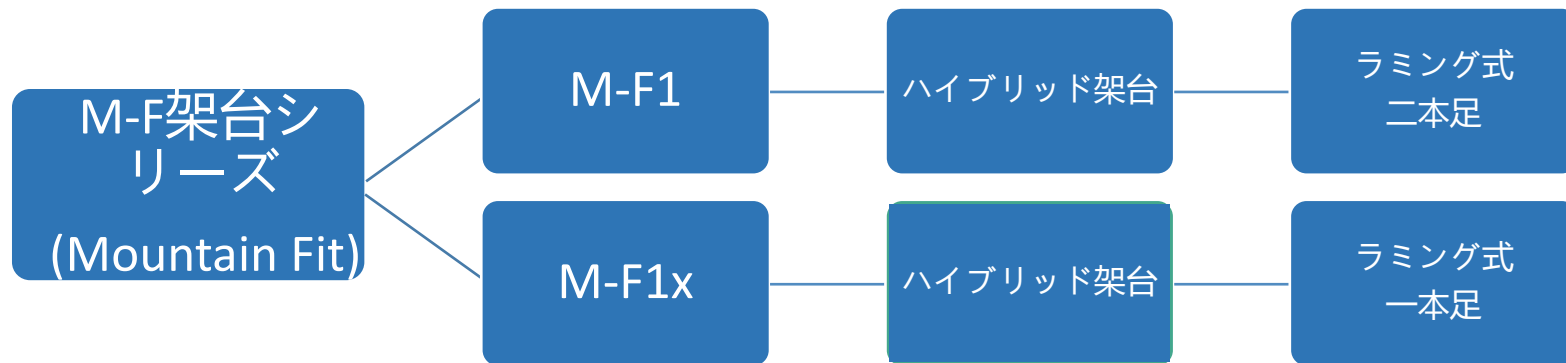 M-F架台シ
リーズ
(Mountain Fit)
M-F1
ハイブリッド架台
ラミング式
二本足
M-F1x
ハイブリッド架台
ラミング式
一本足